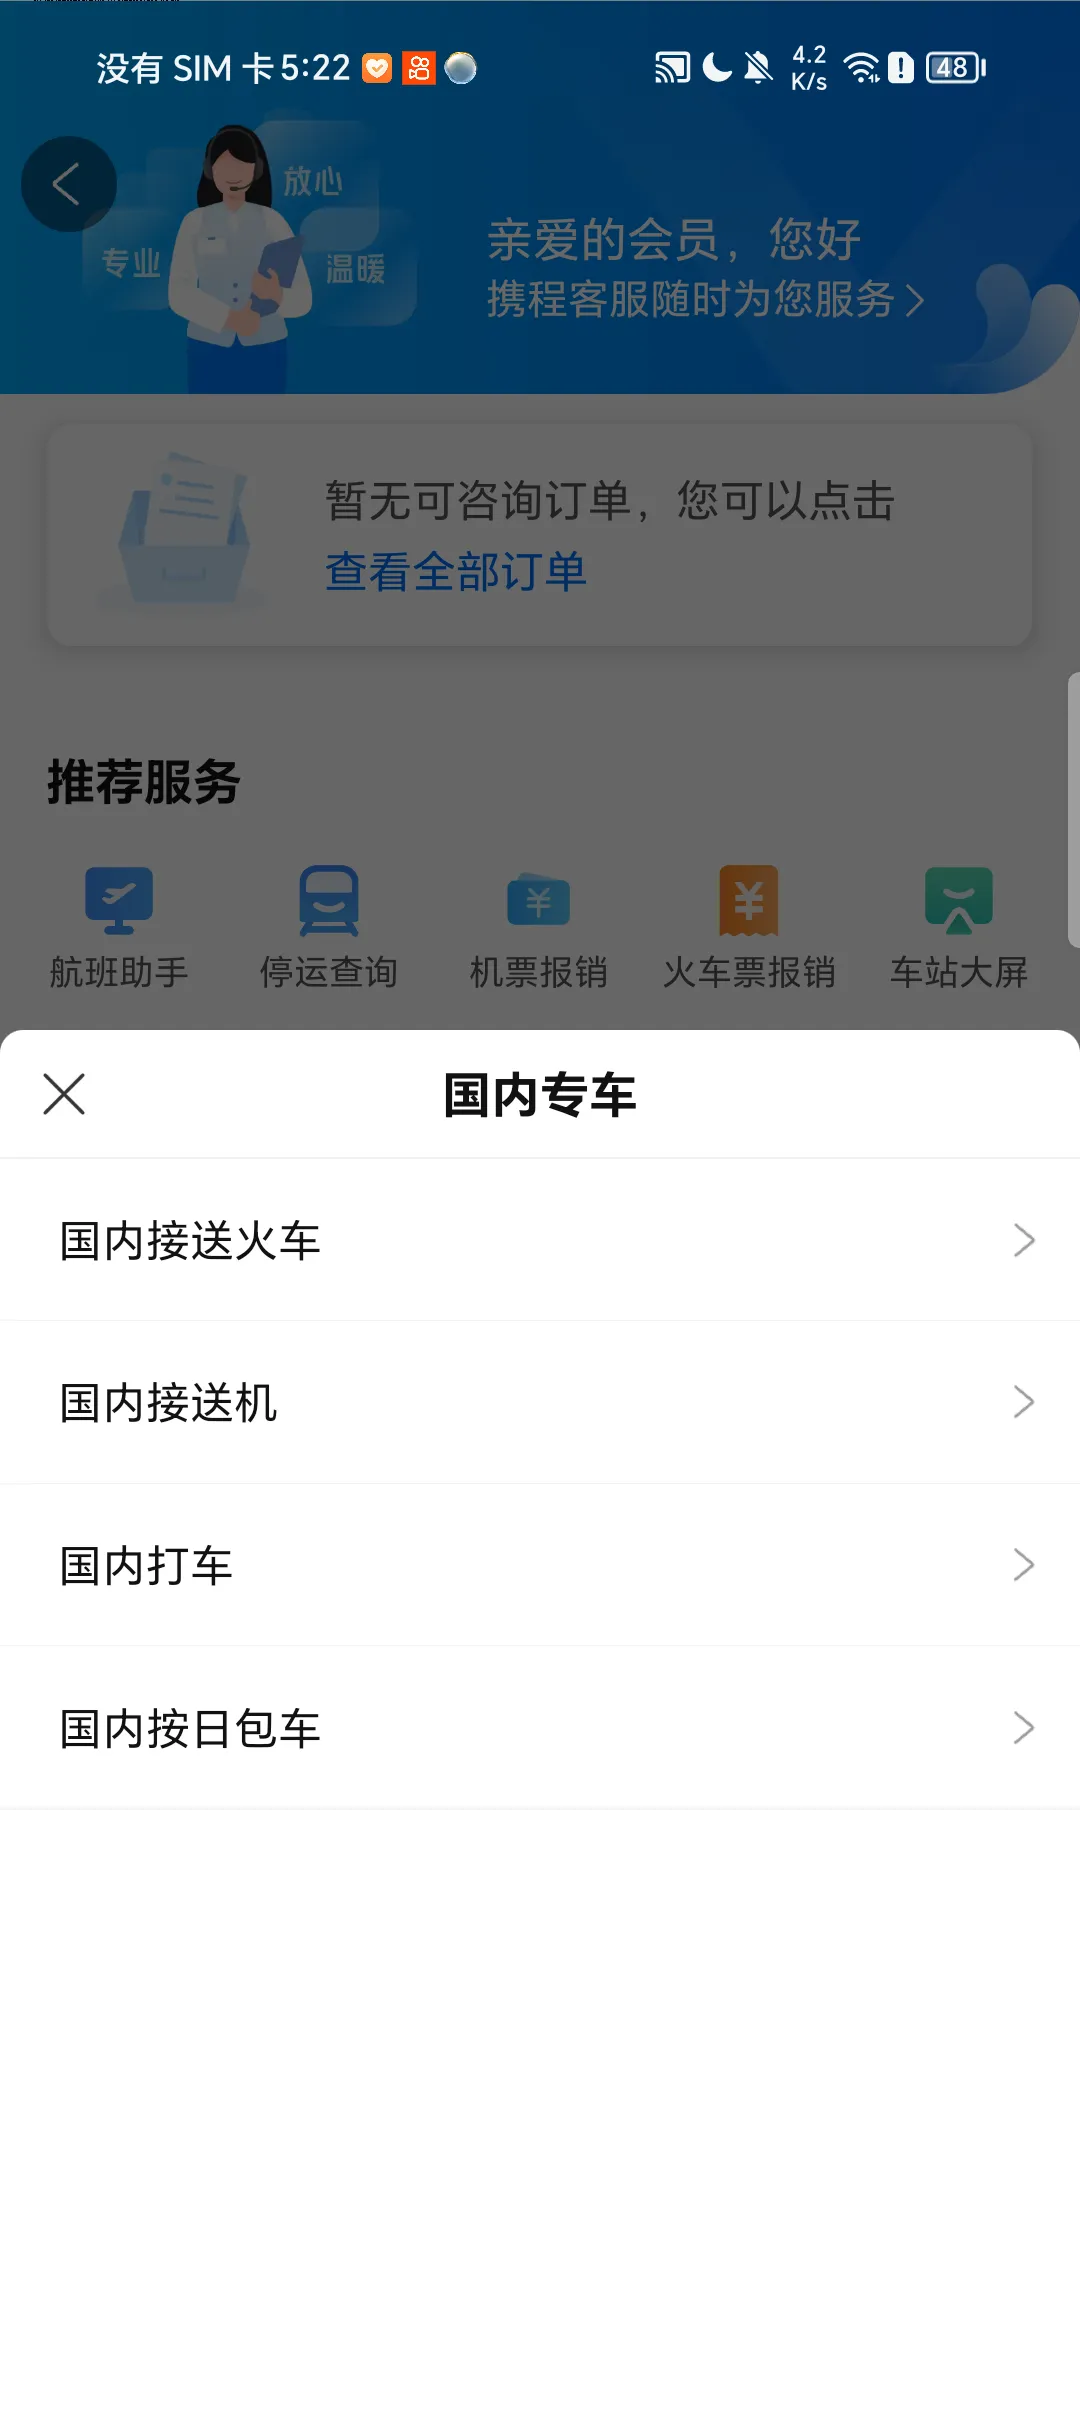 没有 SIM 卡 5:22
4.2 K/s
48
放心
专业
温暖
亲爱的会员，您好
携程客服随时为您服务
暂无可咨询订单，您可以点击
查看全部订单
推荐服务
航班助手 停运查询 机票报销 火车票报销 车站大屏
国内专车
国内接送火车
国内接送机
国内打车
国内按日包车